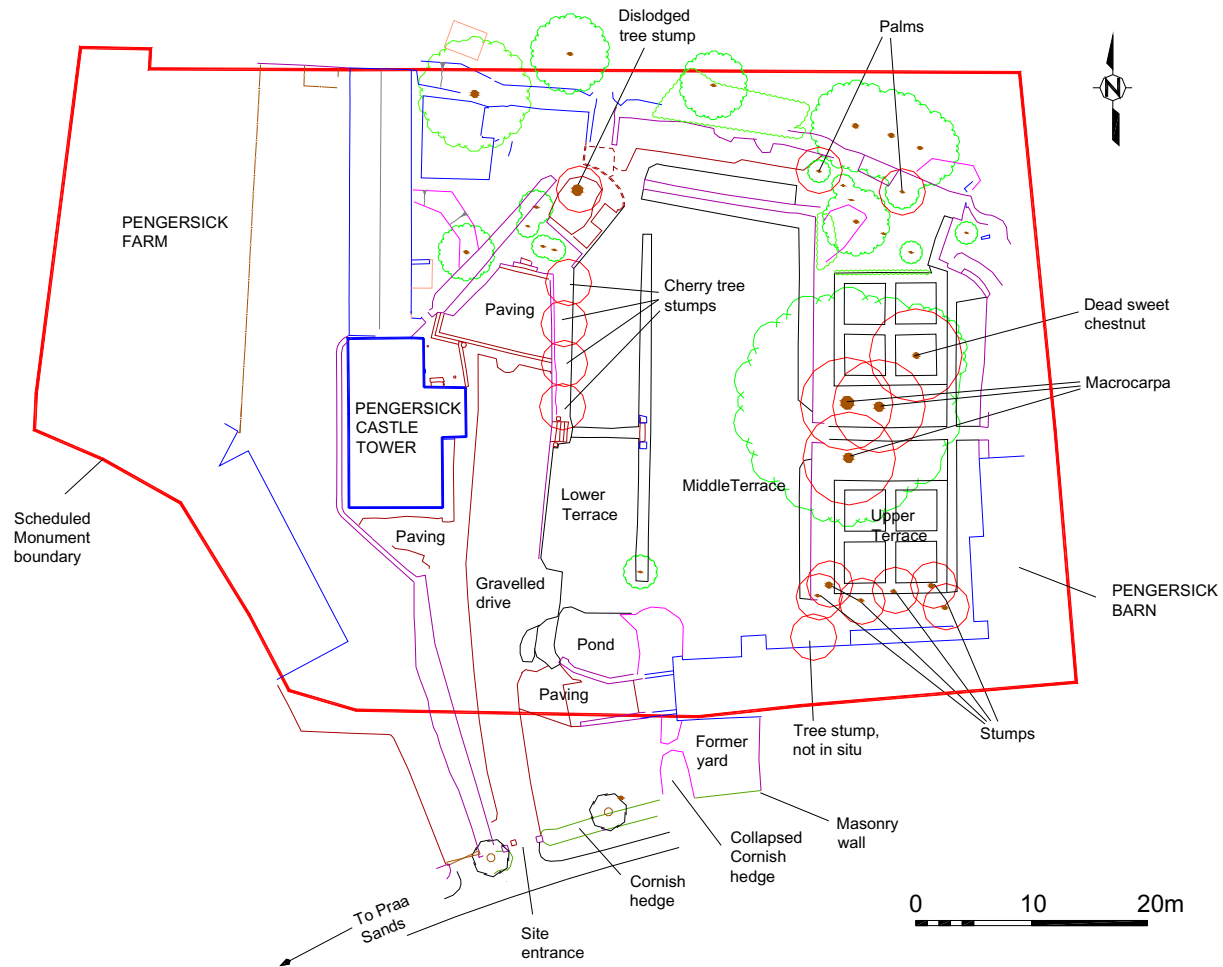 Dislodged
tree stump
Palms
N
PENGERSICK
FARM
Paving
Cherry tree
stumps
Dead sweet
chestnut
Macrocarpa
PENGERSICK
CASTLE
TOWER
Scheduled
Monument
boundary
Lower
Terrace
MiddleTerrace
Upper
Terrace
Paving
Gravelled
drive
PENGERSICK
BARN
Pond
Paving
Tree stump,
not in situ
Stumps
Former
yard
Masonry
wall
Collapsed
Cornish
hedge
Cornish
hedge
To Praa
Sands
Site
entrance
0 10 20m